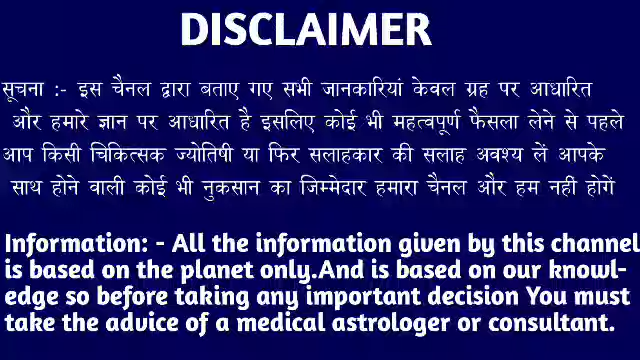 DISCLAIMER
सूचना :- इस चैनल द्वारा बताए गए सभी जानकारियां केवल ग्रह पर आधारित
और हमारे ज्ञान पर आधारित है इसलिए कोई भी महत्वपूर्ण फैसला लेने से पहले
आप किसी चिकित्सक ज्योतिषी या फिर सलाहकार की सलाह अवश्य लें आपके
साथ होने वाली कोई भी नुकसान का जिम्मेदार हमारा चैनल और हम नहीं होगें
Information: - All the information given by this channel
is based on the planet only.And is based on our knowl-
edge so before taking any important decision You must
take the advice of a medical astrologer or consultant.